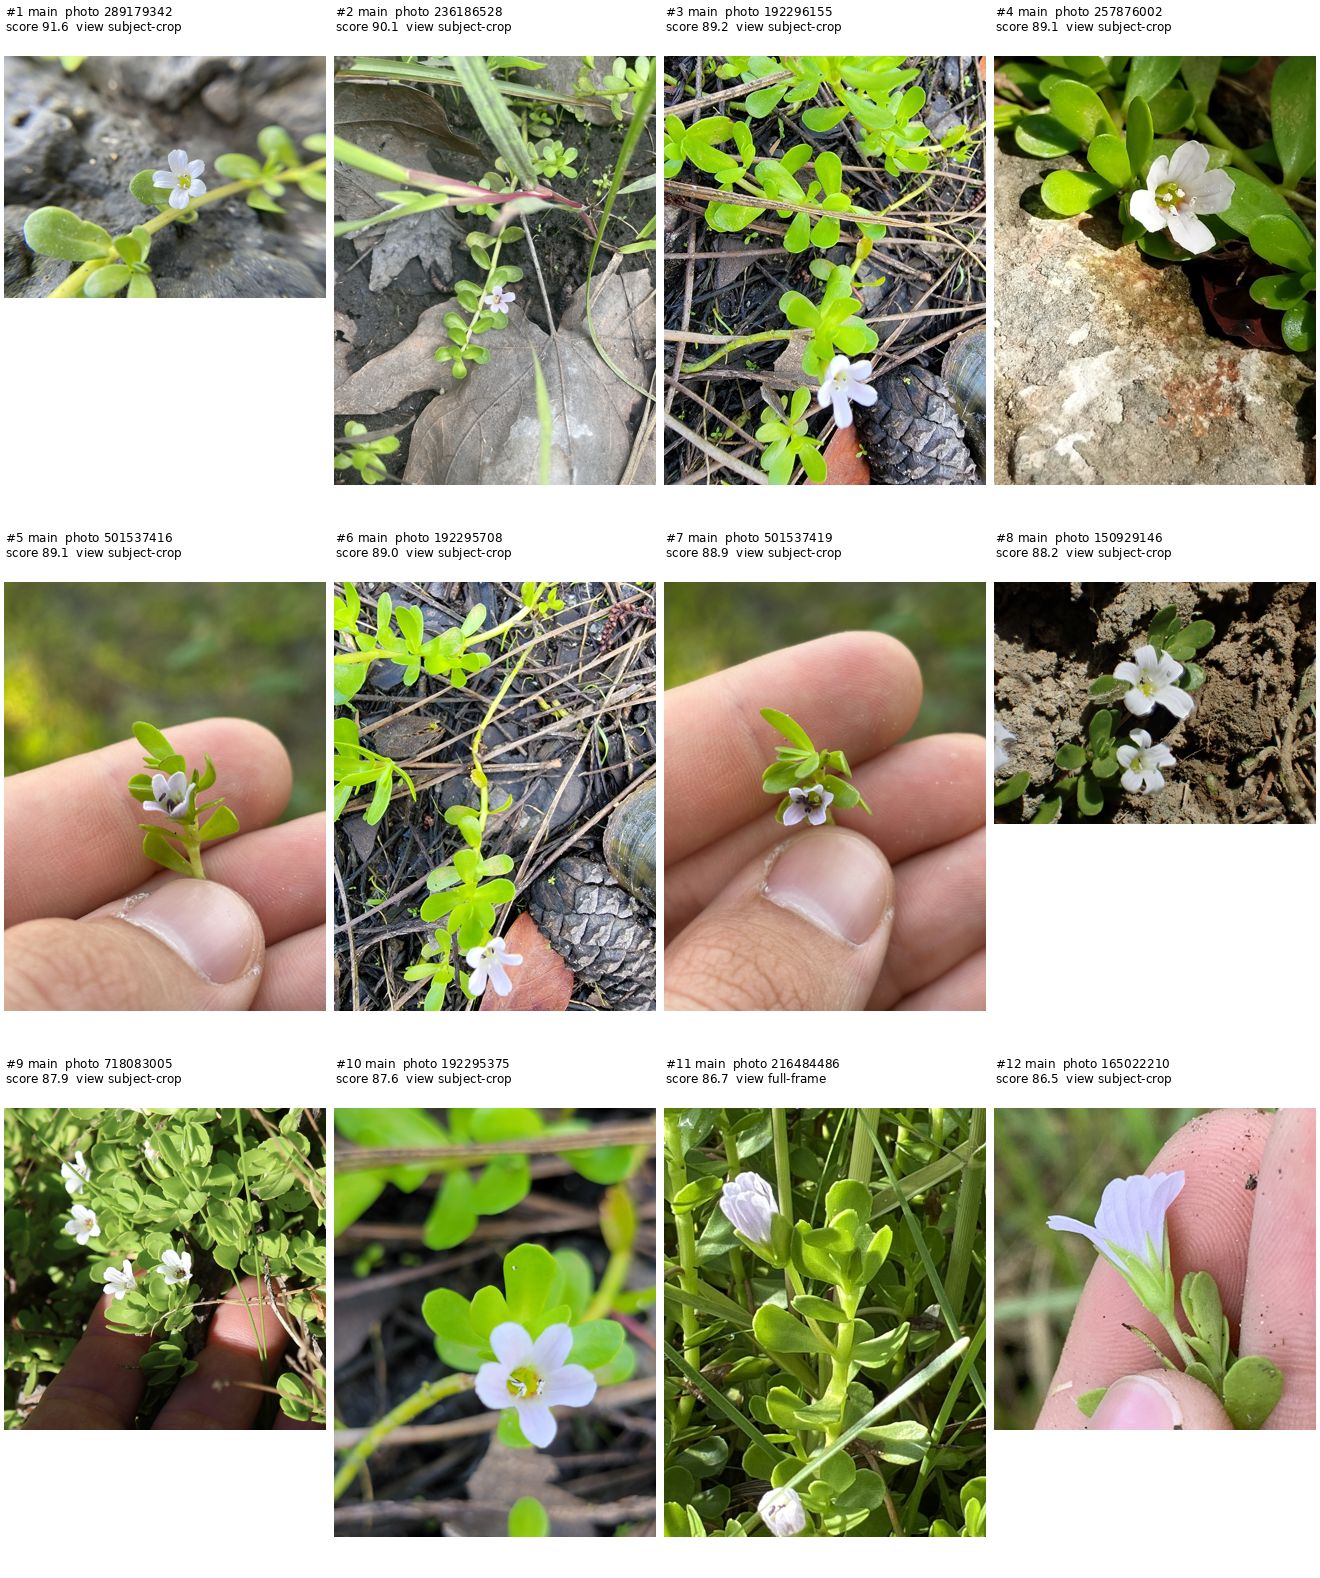 #1 main  photo 289179342
score 91.6  view subject-crop
#2 main  photo 236186528
score 90.1  view subject-crop
#3 main  photo 192296155
score 89.2  view subject-crop
#4 main  photo 257876002
score 89.1  view subject-crop
#5 main  photo 501537416
score 89.1  view subject-crop
#6 main  photo 192295708
score 89.0  view subject-crop
#7 main  photo 501537419
score 88.9  view subject-crop
#8 main  photo 150929146
score 88.2  view subject-crop
#9 main  photo 718083005
score 87.9  view subject-crop
#10 main  photo 192295375
score 87.6  view subject-crop
#11 main  photo 216484486
score 86.7  view full-frame
#12 main  photo 165022210
score 86.5  view subject-crop